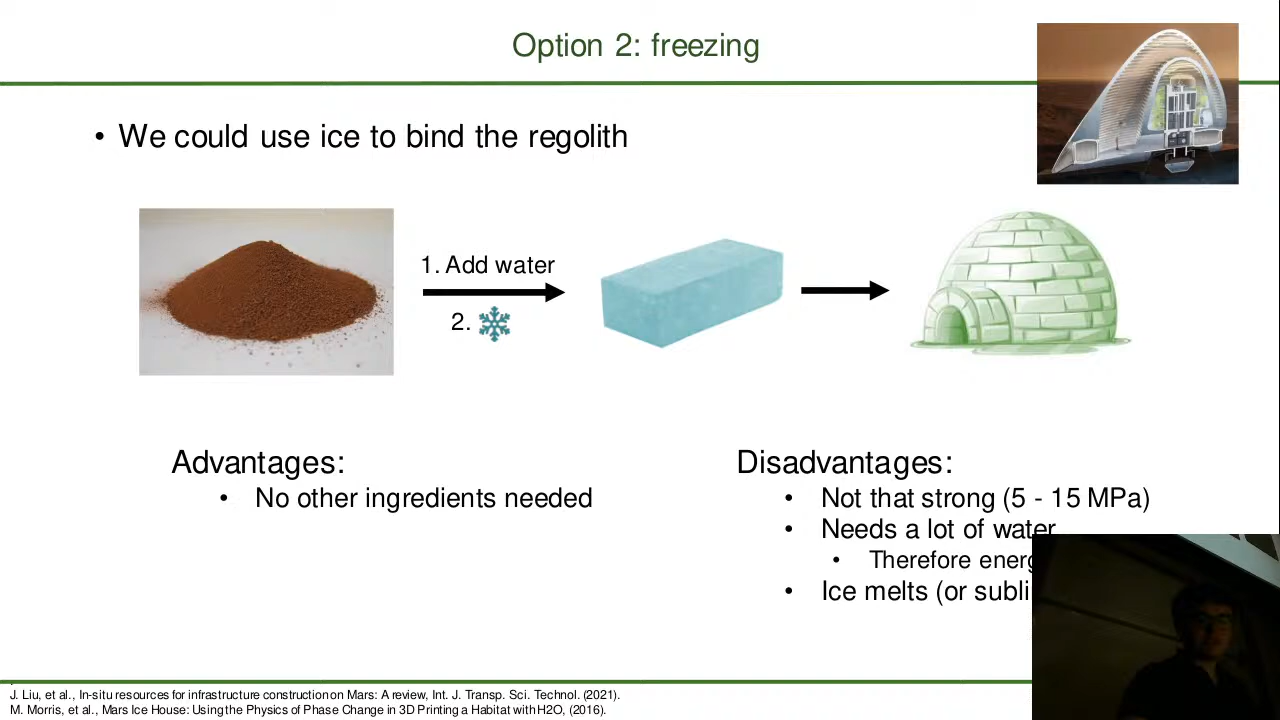 Option 2: freezing
• We could use ice to bind the regolith
1. Add water
2.
Advantages:
• No other ingredients needed
Disadvantages:
• Not that strong (5 - 15 MPa)
• Needs a lot of water
• Therefore
• Ice melts (or
J. Liu, et al., In-situ resources for infrastructure construction on Mars: A review, Int. J. Transp. Sci. Technol. (2021).
M. Morris, et al., Mars Ice House: Using the Physics of Phase Change in 3D Printing a Habitat with H2O, (2016).